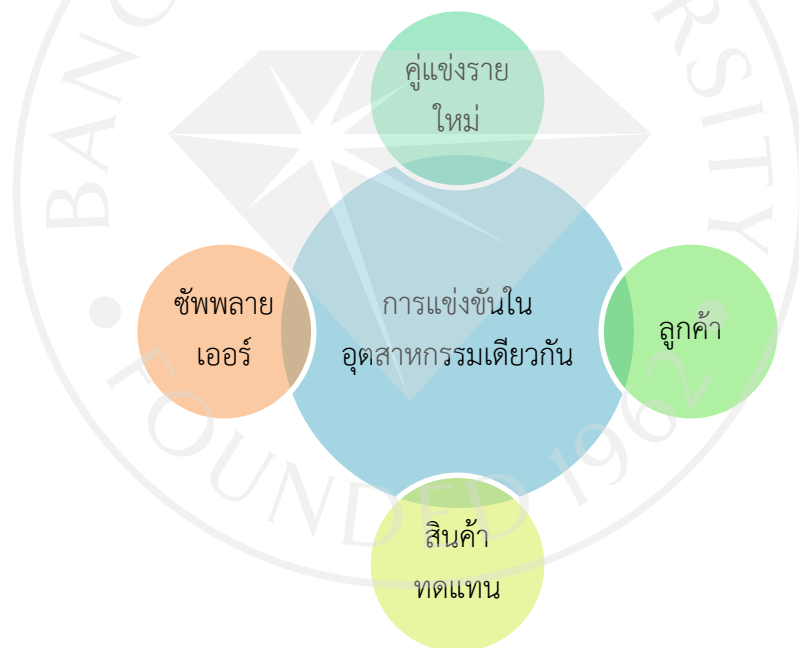 คู่แข่งราย
ใหม่
ซัพพลาย
เออร์
การแข่งขันใน
อุตสาหกรรมเดียวกัน
ลูกค้า
สินค้า
ทดแทน
FOUNDED 1962